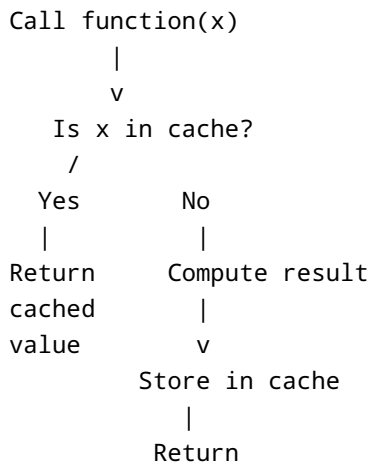 Call function(x)
|
v
Is x in cache?
/
Yes No
| |
Return Compute result
cached |
value v
Store in cache
|
Return